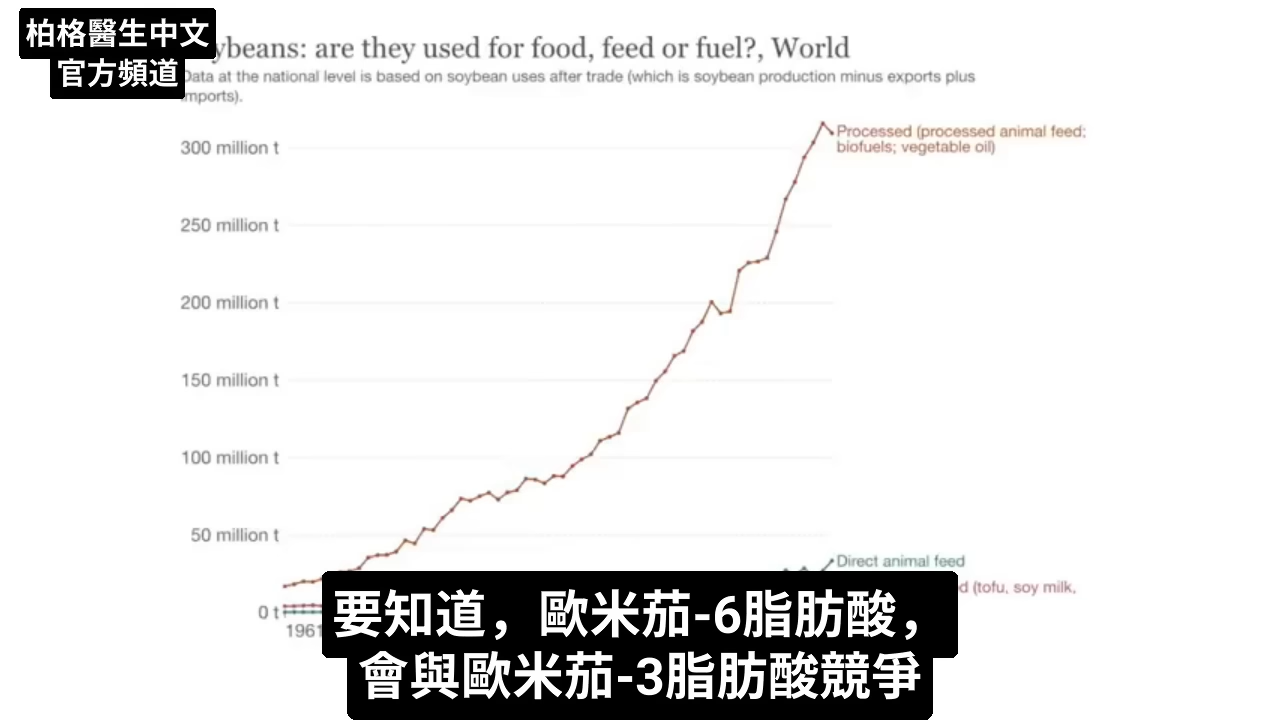 柏格醫生中文
官方頻道
ybeans: are they used for food, feed or fuel?, World
Data at the national level is based on soybean uses after trade (which is soybean production minus exports plus
imports).
Processed (processed animal feed;
biofuels; vegetable oil)
300 million t
250 million t
200 million t
150 million t
100 million t
50 million t
Direct animal feed
d (tofu, soy milk,
0 t
1961
要知道，歐米茄-6脂肪酸，
會與歐米茄-3脂肪酸競爭